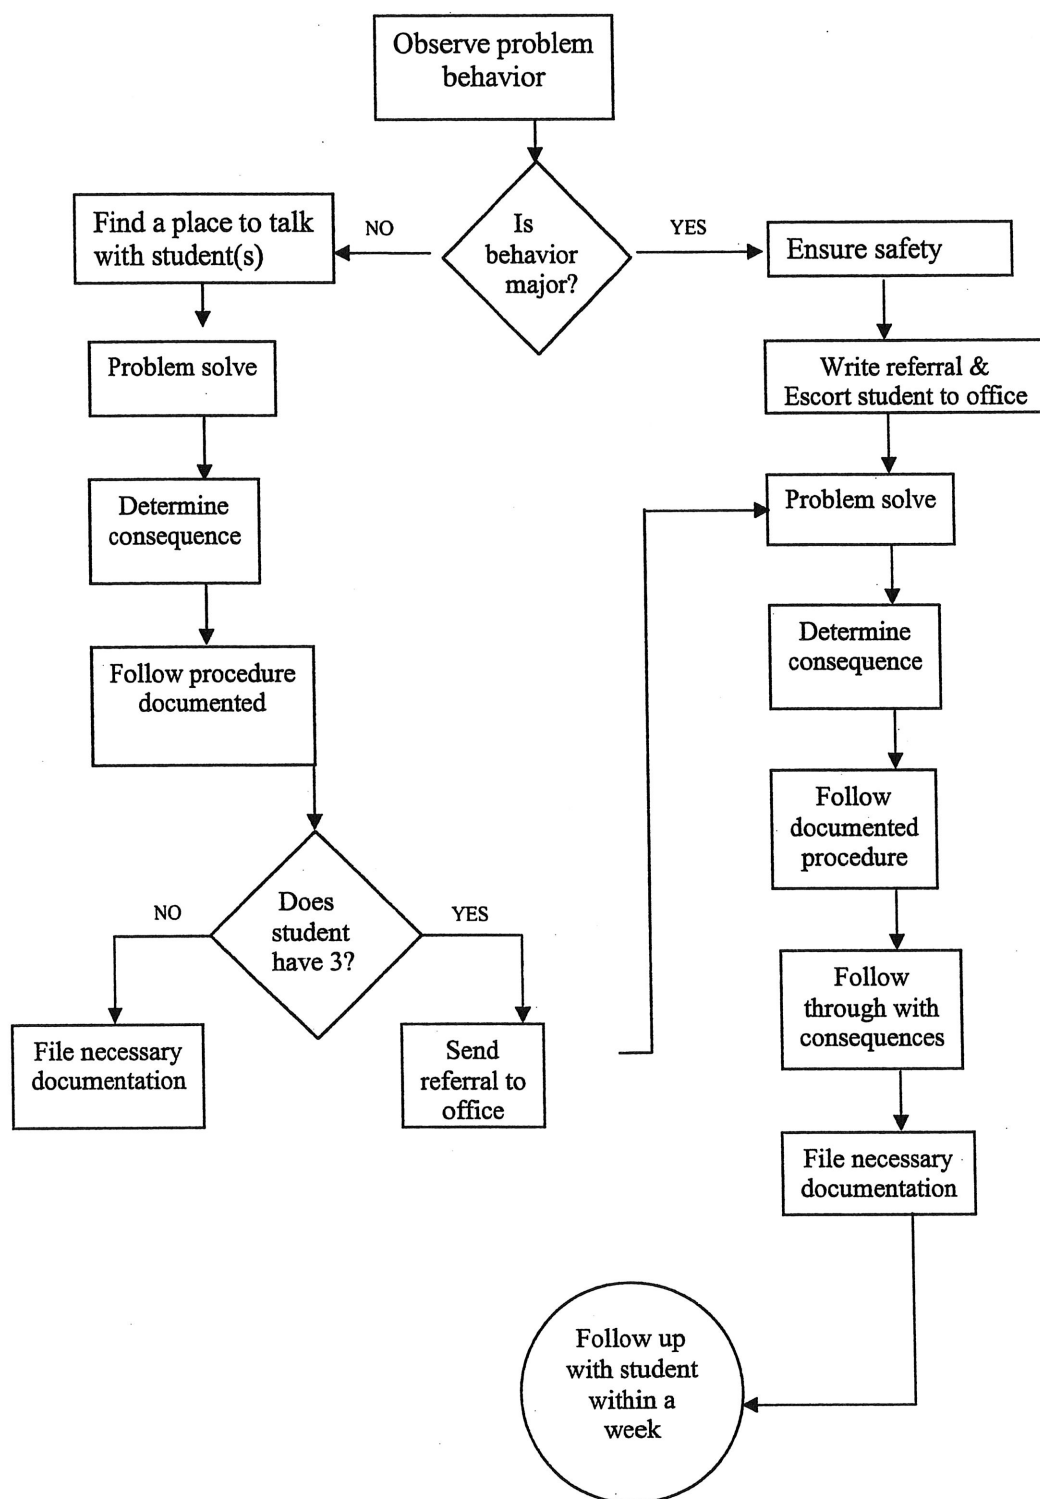 Observe problem
behavior
Is
behavior
major?
NO
YES
Find a place to talk
with student(s)
Ensure safety
Problem solve
Write referral &
Escort student to office
Determine
consequence
Problem solve
Follow procedure
documented
Determine
consequence
Does
student
have 3?
NO
YES
Follow
documented
procedure
File necessary
documentation
Send
referral to
office
Follow
through with
consequences
File necessary
documentation
Follow up
with student
within a
week